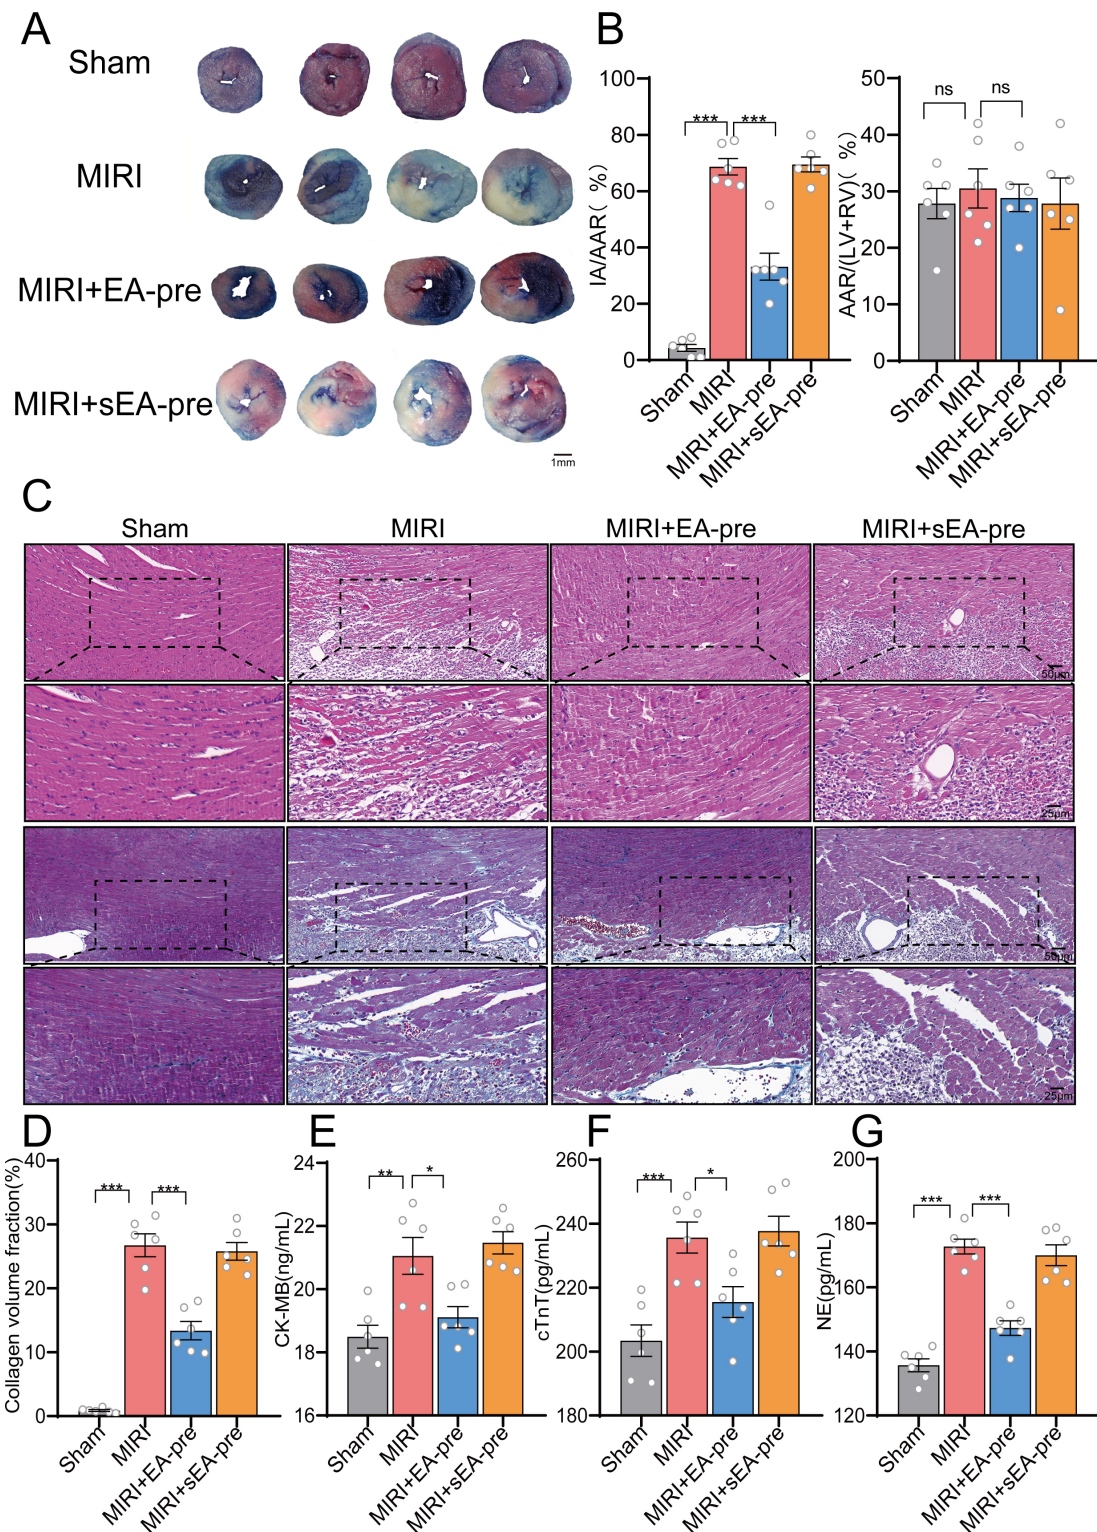 A
Sham
MIRI
MIRI+EA-pre
MIRI+sEA-pre
1mm
B
IA/AAR( %)
100
80
60
40
20
0
***
***
Sham
MIRI
MIRI+EA-pre
MIRI+sEA-pre
AAR/(LV+RV)( %)
50
40
30
20
10
0
ns
ns
Sham
MIRI
MIRI+EA-pre
MIRI+sEA-pre
C
Sham
MIRI
MIRI+EA-pre
MIRI+sEA-pre
50μm
25μm
50μm
25μm
D
Collagen volume fraction(%)
40
30
20
10
0
***
***
Sham
MIRI
MIRI+EA-pre
MIRI+sEA-pre
E
CK-MB(ng/mL)
24
22
20
18
16
**
*
Sham
MIRI
MIRI+EA-pre
MIRI+sEA-pre
F
cTnT(pg/mL)
260
240
220
200
180
***
*
Sham
MIRI
MIRI+EA-pre
MIRI+sEA-pre
G
NE(pg/mL)
200
180
160
140
120
***
***
Sham
MIRI
MIRI+EA-pre
MIRI+sEA-pre